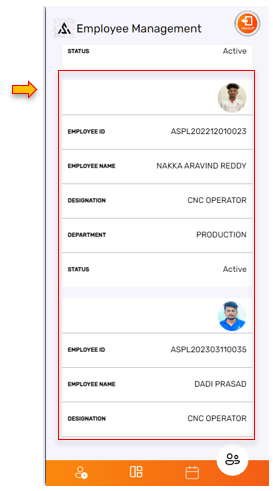 Employee Management
STATUS Active
EMPLOYEE ID ASPL202212010023
EMPLOYEE NAME NAKKA ARAVIND REDDY
DESIGNATION CNC OPERATOR
DEPARTMENT PRODUCTION
STATUS Active
EMPLOYEE ID ASPL202303110035
EMPLOYEE NAME DADI PRASAD
DESIGNATION CNC OPERATOR